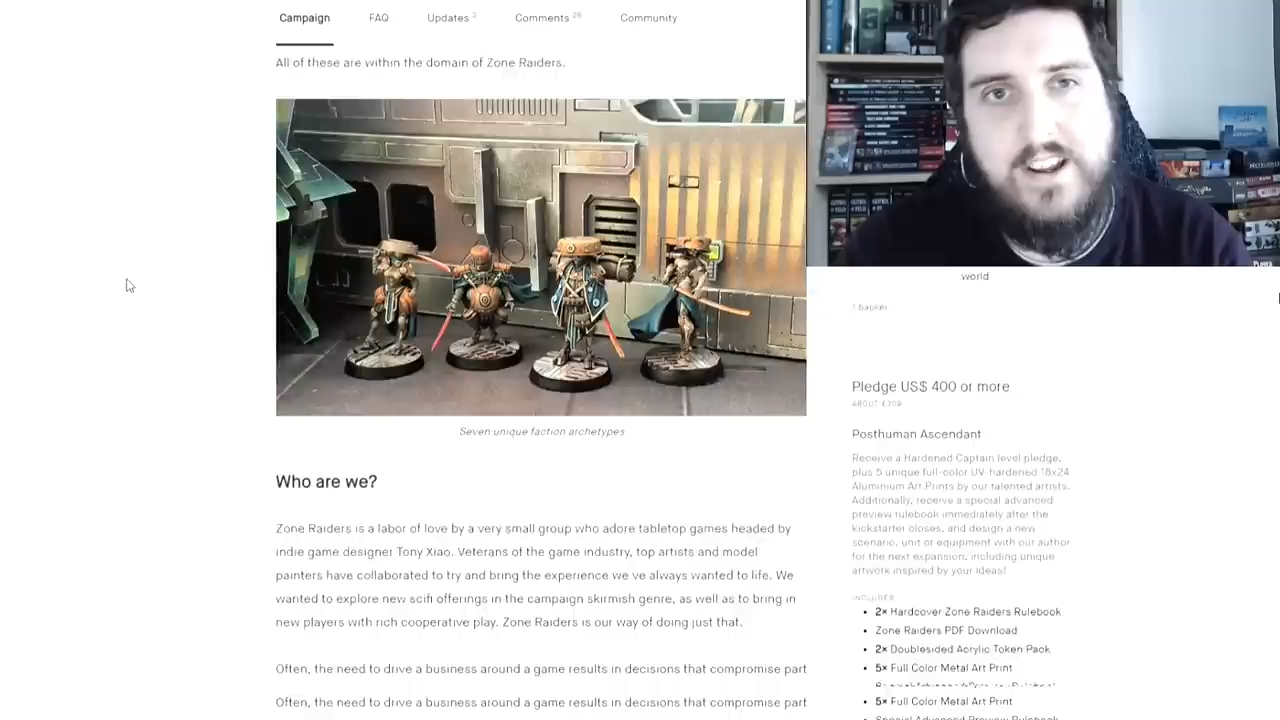 Campaign FAQ Updates 3 Comments 26 Community
All of these are within the domain of Zone Raiders.
Seven unique faction archetypes
Who are we?
Zone Raiders is a labor of love by a very small group who adore tabletop games headed by
indie game designer Tony Xiao. Veterans of the game industry, top artists and model
painters have collaborated to try and bring the experience we ve always wanted to life. We
wanted to explore new scifi offerings in the campaign skirmish genre, as well as to bring in
new players with rich cooperative play. Zone Raiders is our way of doing just that.
Often, the need to drive a business around a game results in decisions that compromise part
Often, the need to drive a business around a game results in decisions that compromise part
world
1 backer
Pledge US$ 400 or more
ABOUT £309
Posthuman Ascendant
Receive a Hardened Captain level pledge,
plus 5 unique full-color UV-hardened 18x24
Aluminium Art Prints by our talented artists.
Additionally, receive a special advanced
preview rulebook immediately after the
kickstarter closes, and design a new
scenario, unit or equipment with our author
for the next expansion, including unique
artwork inspired by your ideas!
INCLUDES
2× Hardcover Zone Raiders Rulebook
Zone Raiders PDF Download
2× Doublesided Acrylic Token Pack
5× Full Color Metal Art Print
5× Full Color Metal Art Print
Special Advanced Preview Rulebook